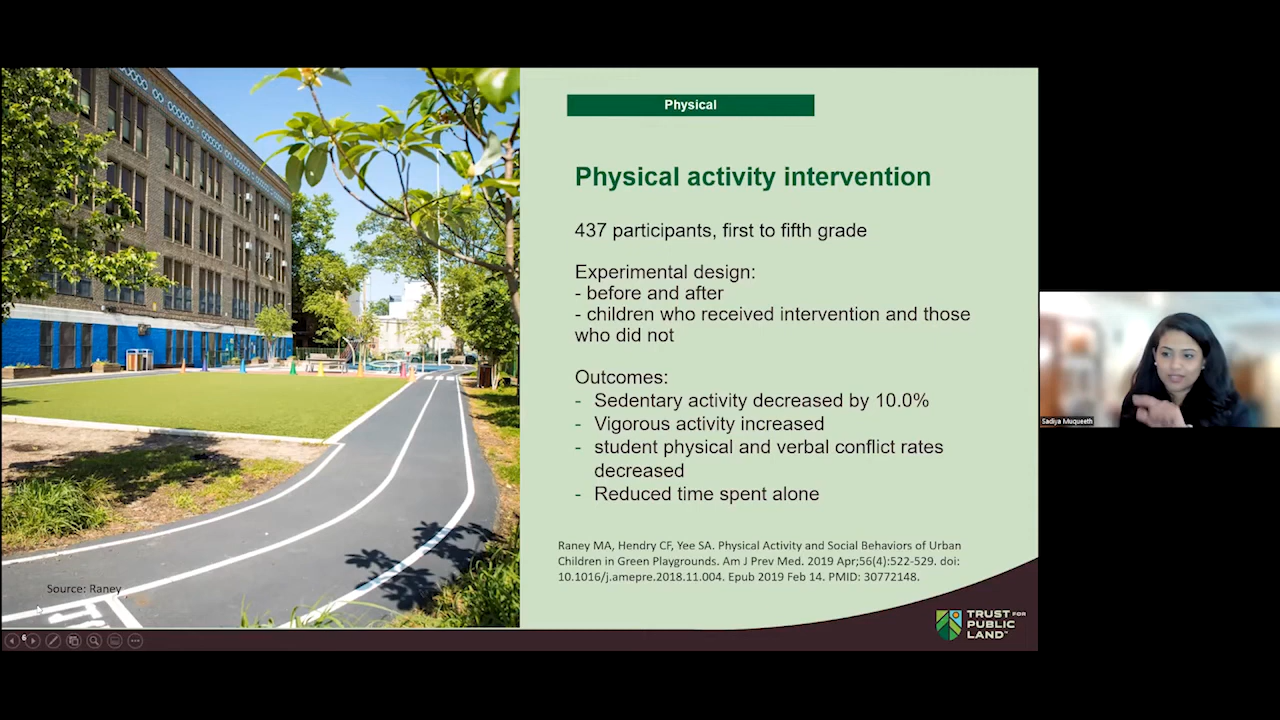 Physical
Physical activity intervention
437 participants, first to fifth grade
Experimental design:
- before and after
- children who received intervention and those
who did not
Outcomes:
- Sedentary activity decreased by 10.0%
- Vigorous activity increased
- student physical and verbal conflict rates
decreased
- Reduced time spent alone
Raney MA, Hendry CF, Yee SA. Physical Activity and Social Behaviors of Urban
Children in Green Playgrounds. Am J Prev Med. 2019 Apr;56(4):522-529. doi:
10.1016/j.amepre.2018.11.004. Epub 2019 Feb 14. PMID: 30772148.
Source: Raney
6
TRUST FOR
PUBLIC
LAND™
Sadiya Muqueeth